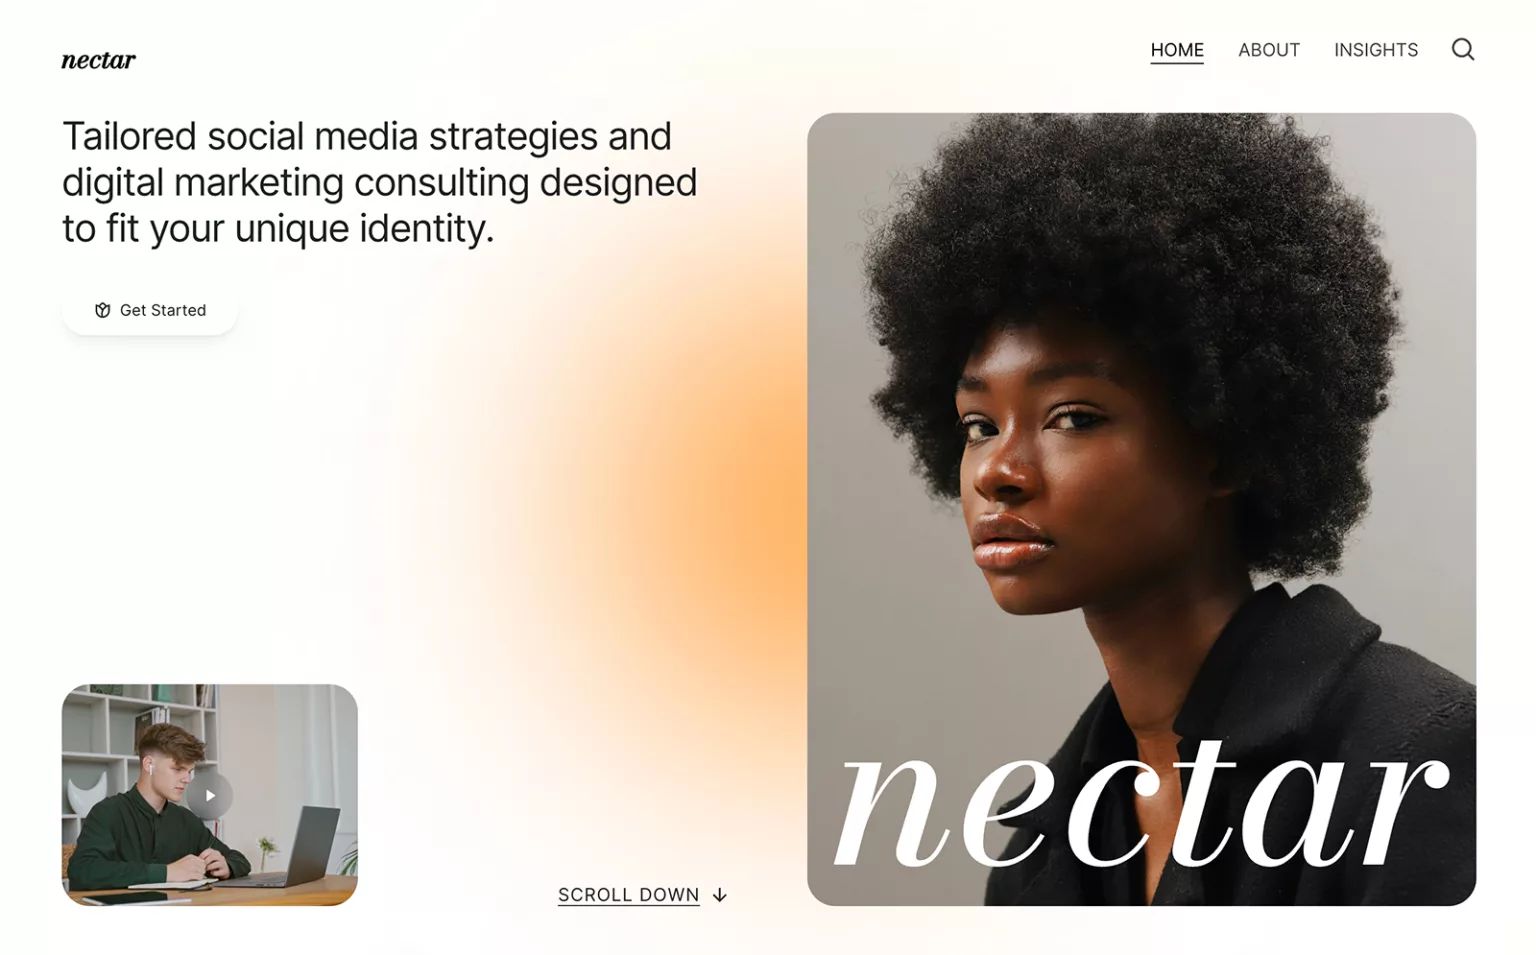 nectar
HOME ABOUT INSIGHTS
Tailored social media strategies and
digital marketing consulting designed
to fit your unique identity.
Get Started
SCROLL DOWN
nectar